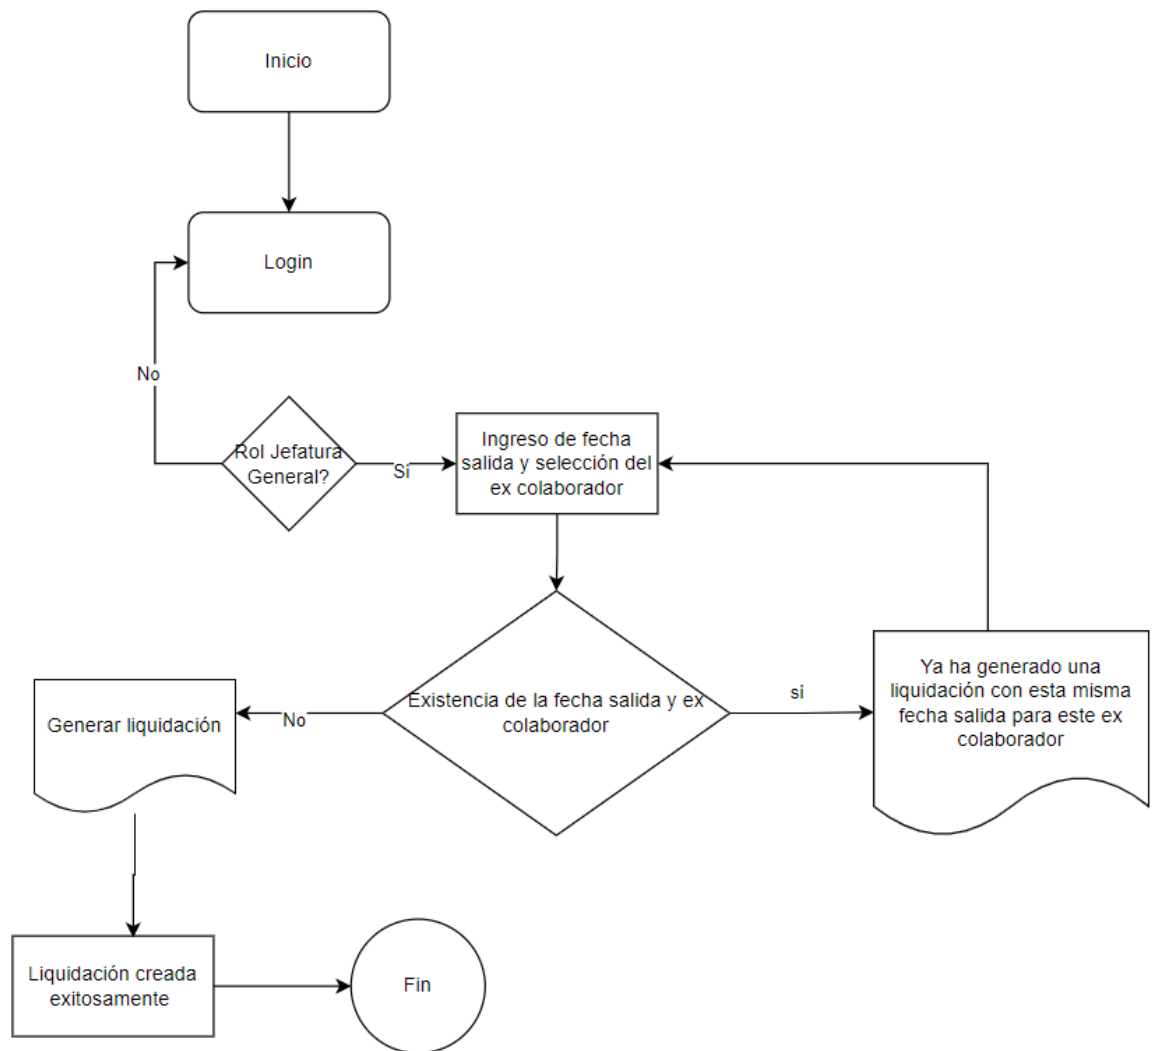 Inicio
Login
No
Rol Jefatura
General?
Sí
Ingreso de fecha
salida y selección del
ex colaborador
Existencia de la fecha salida y ex
colaborador
si
Ya ha generado una
liquidación con esta misma
fecha salida para este ex
colaborador
No
Generar liquidación
Liquidación creada
exitosamente
Fin